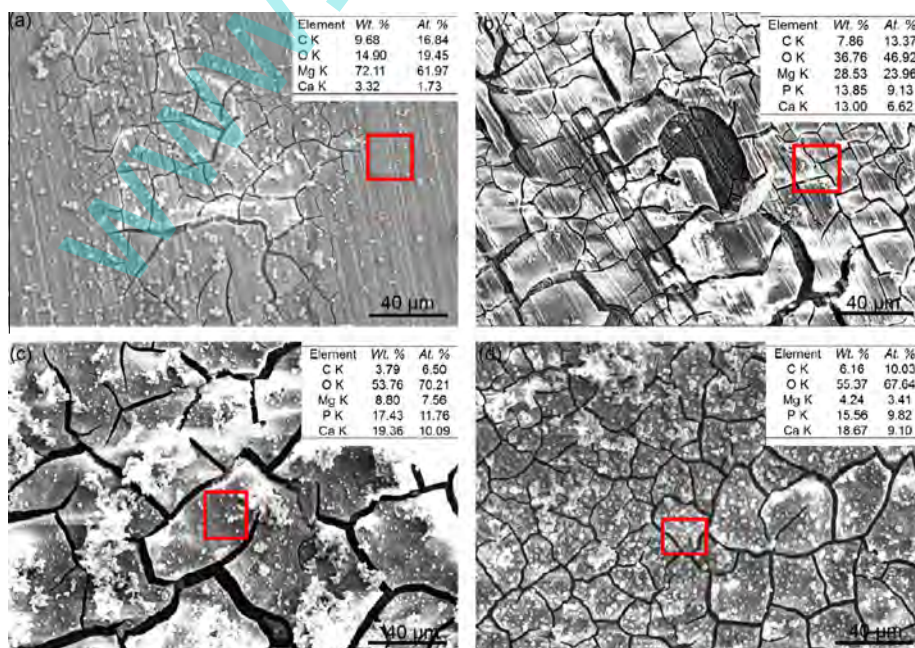 (a)
Element Wt. % At. %
C K 9.68 16.84
O K 14.90 19.45
Mg K 72.11 61.97
Ca K 3.32 1.73
40 μm
(b)
Element Wt. % At. %
C K 7.86 13.37
O K 36.76 46.92
Mg K 28.53 23.96
P K 13.85 9.13
Ca K 13.00 6.62
40 μm
(c)
Element Wt. % At. %
C K 3.79 6.50
O K 53.76 70.21
Mg K 8.80 7.56
P K 17.43 11.76
Ca K 19.36 10.09
40 μm
(d)
Element Wt. % At. %
C K 6.16 10.03
O K 55.37 67.64
Mg K 4.24 3.41
P K 15.56 9.82
Ca K 18.67 9.10
40 μm